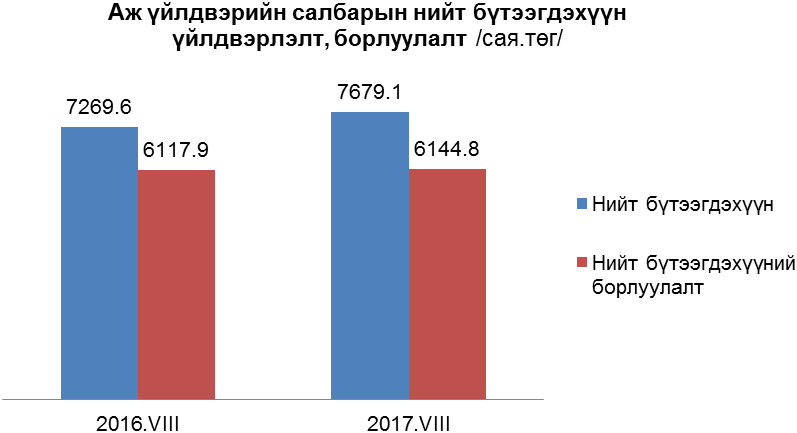 Аж үйлдвэрийн салбарын нийт бүтээгдэхүүн
үйлдвэрлэлт, борлуулалт /сая.төг/
7269.6
6117.9
7679.1
6144.8
Нийт бүтээгдэхүүн
Нийт бүтээгдэхүүний
борлуулалт
2016.VIII
2017.VIII